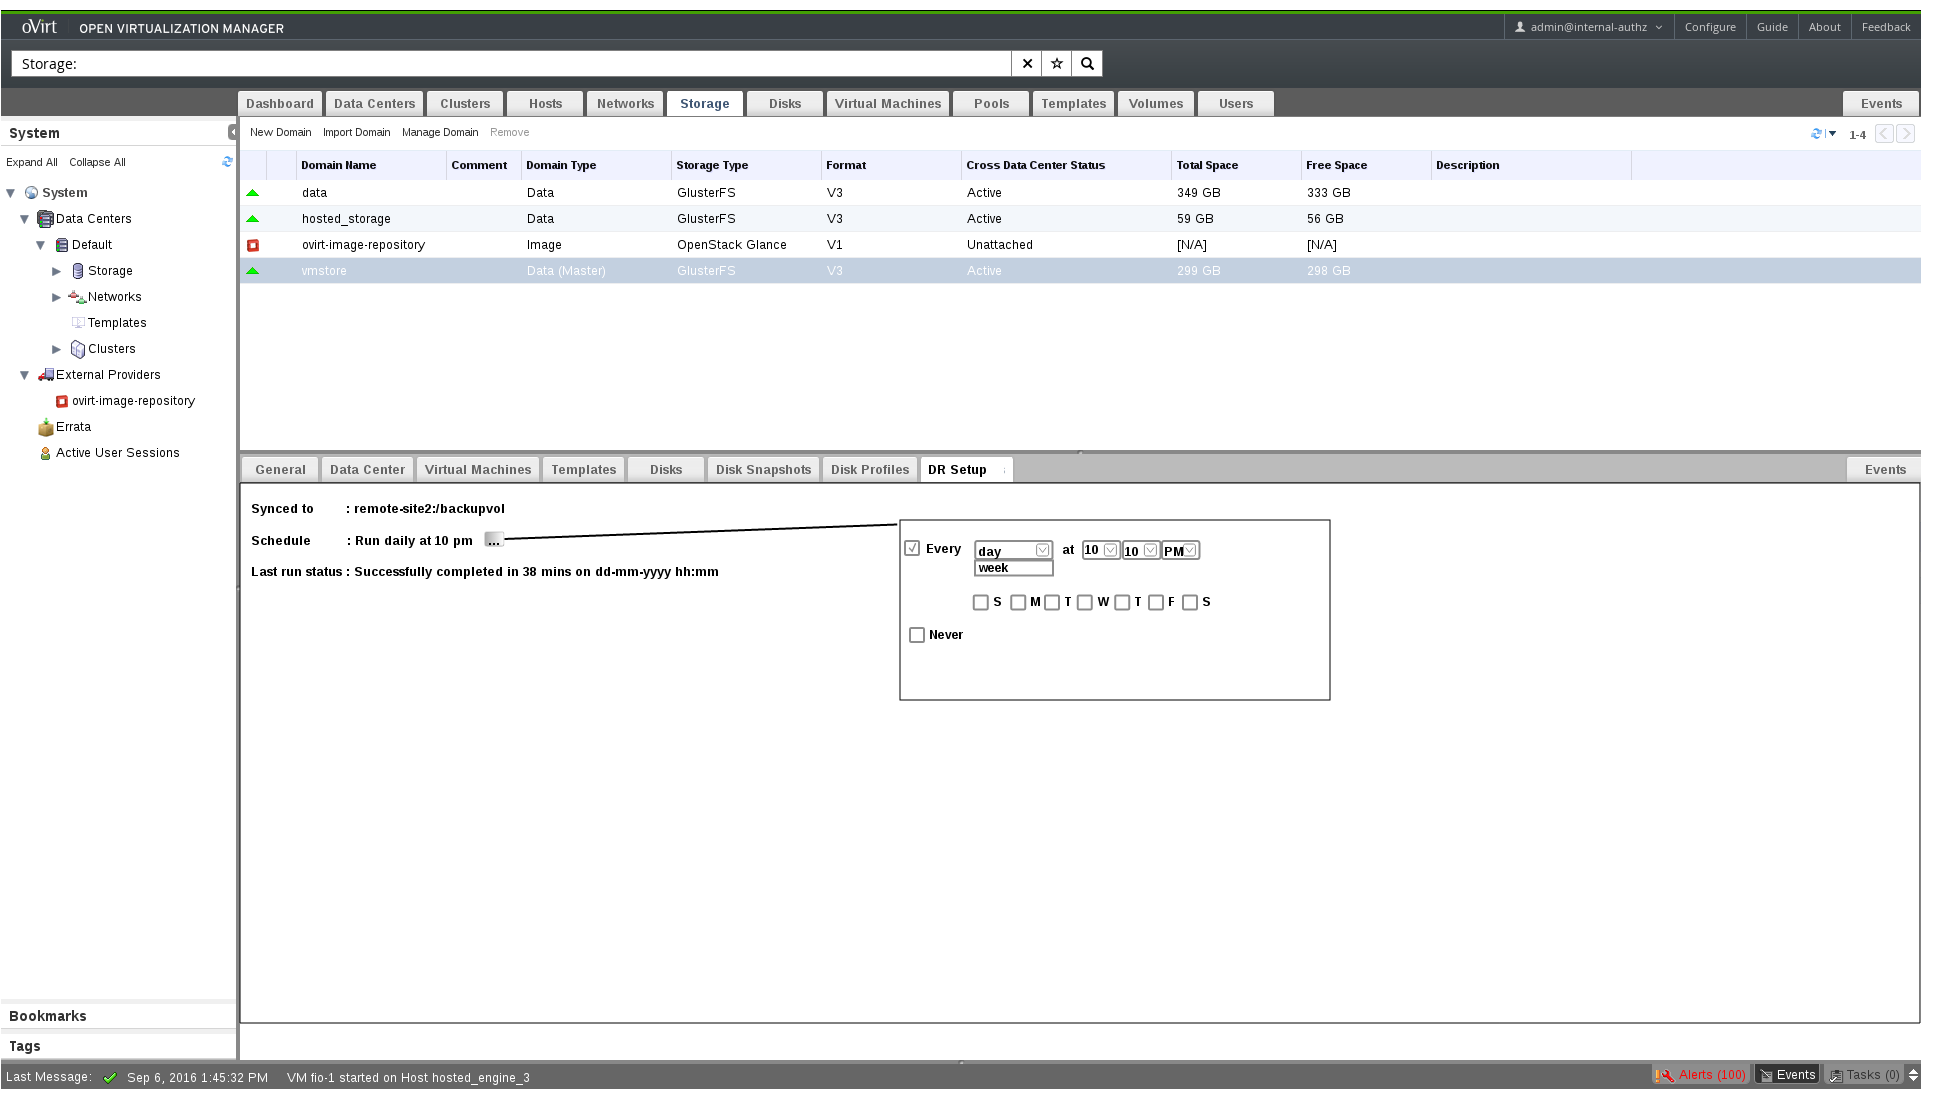 oVirt OPEN VIRTUALIZATION MANAGER admin@internal-authz Configure Guide About Feedback
Storage:
Dashboard Data Centers Clusters Hosts Networks Storage Disks Virtual Machines Pools Templates Volumes Users Events
System
New Domain Import Domain Manage Domain Remove 1-4
Expand All Collapse All
Domain Name Comment Domain Type Storage Type Format Cross Data Center Status Total Space Free Space Description
data Data GlusterFS V3 Active 349 GB 333 GB
hosted_storage Data GlusterFS V3 Active 59 GB 56 GB
ovirt-image-repository Image OpenStack Glance V1 Unattached [N/A] [N/A]
vmstore Data (Master) GlusterFS V3 Active 299 GB 298 GB
System
Data Centers
Default
Storage
Networks
Templates
Clusters
External Providers
ovirt-image-repository
Errata
Active User Sessions
General Data Center Virtual Machines Templates Disks Disk Snapshots Disk Profiles DR Setup Events
Synced to : remote-site2:/backupvol
Schedule : Run daily at 10 pm ...
Last run status : Successfully completed in 38 mins on dd-mm-yyyy hh:mm
Every day at 10 10 PM
week
S M T W T F S
Never
Bookmarks
Tags
Last Message: Sep 6, 2016 1:45:32 PM VM fio-1 started on Host hosted_engine_3 Alerts (100) Events Tasks (0)